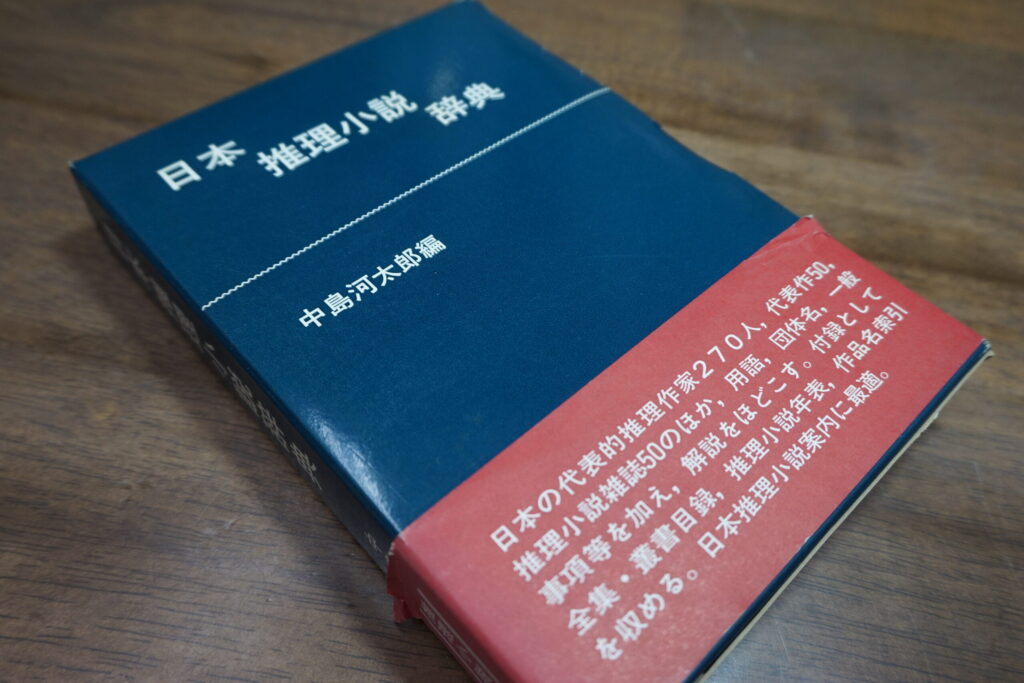 日本推理小説辞典
中島河太郎編
日本の代表的推理作家270人，代表作50，
推理小説雑誌50のほか，用語，団体名，一般
事項等を加え，解説をほどこす。付録として
全集・叢書目録，推理小説年表，作品名索引
を収める。 日本推理小説案内に最適。